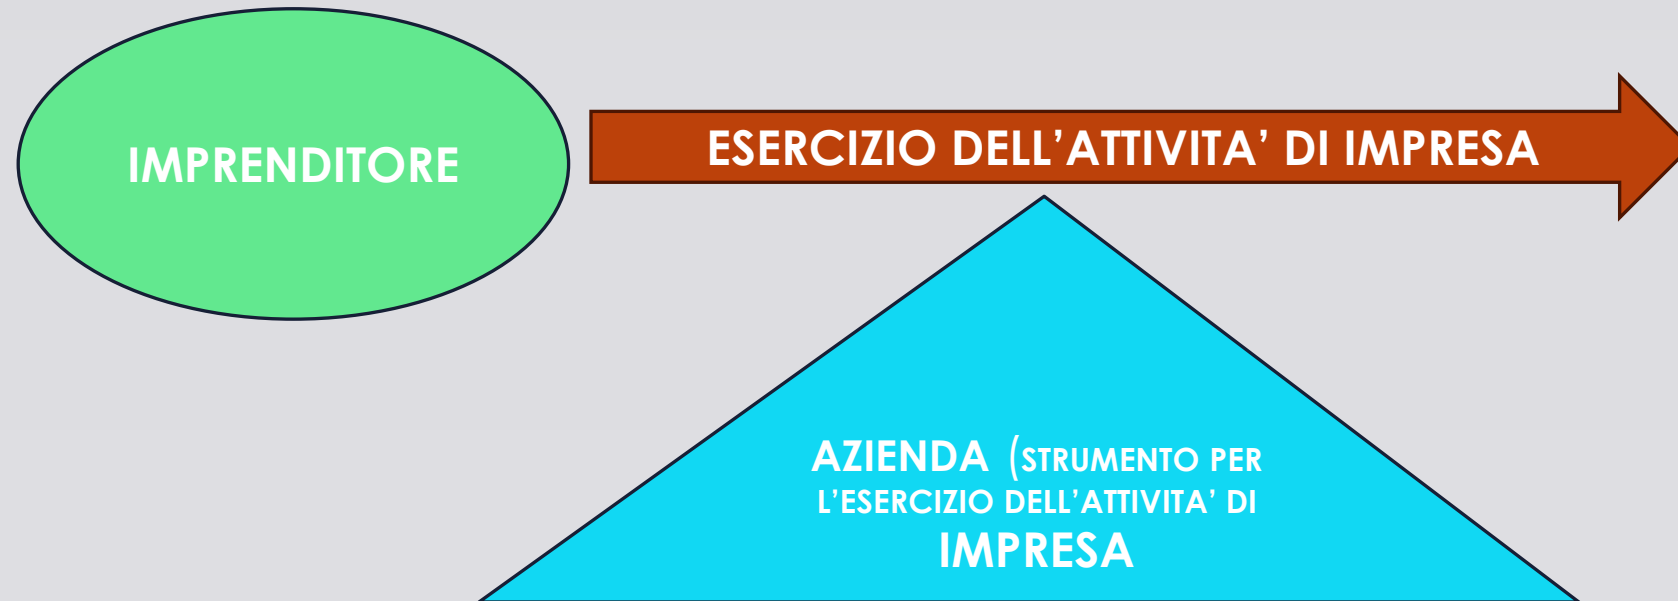 IMPRENDITORE
ESERCIZIO DELL’ATTIVITA’ DI IMPRESA
AZIENDA (STRUMENTO PER
L’ESERCIZIO DELL’ATTIVITA’ DI
IMPRESA